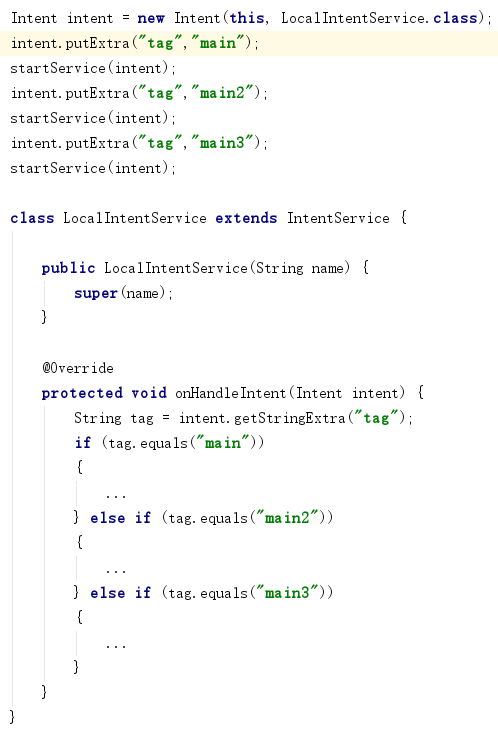 Intent intent = new Intent(this, LocalIntentService.class);
intent.putExtra("tag","main");
startService(intent);
intent.putExtra("tag","main2");
startService(intent);
intent.putExtra("tag","main3");
startService(intent);
class LocalIntentService extends IntentService {
public LocalIntentService(String name) {
super(name);
}
@Override
protected void onHandleIntent(Intent intent) {
String tag = intent.getStringExtra("tag");
if (tag.equals("main"))
{
...
} else if (tag.equals("main2"))
{
...
} else if (tag.equals("main3"))
{
...
}
}
}